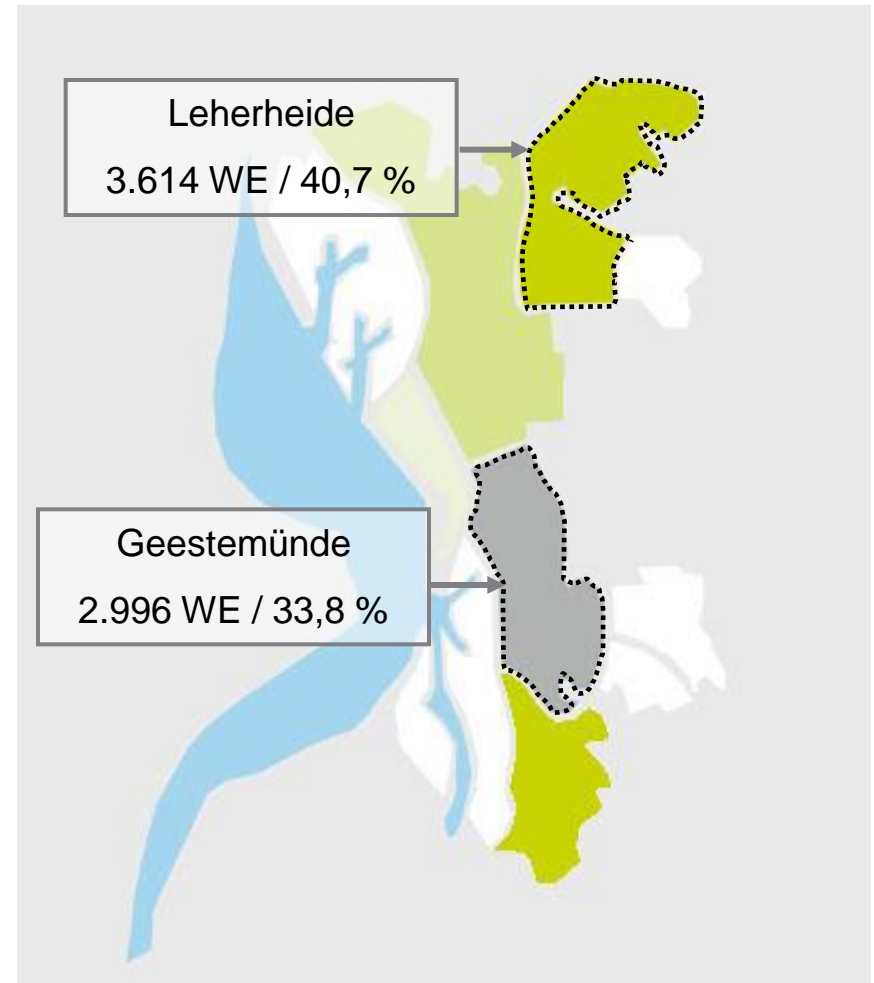 Leherheide
3.614 WE / 40,7 %
Geestemünde
2.996 WE / 33,8 %